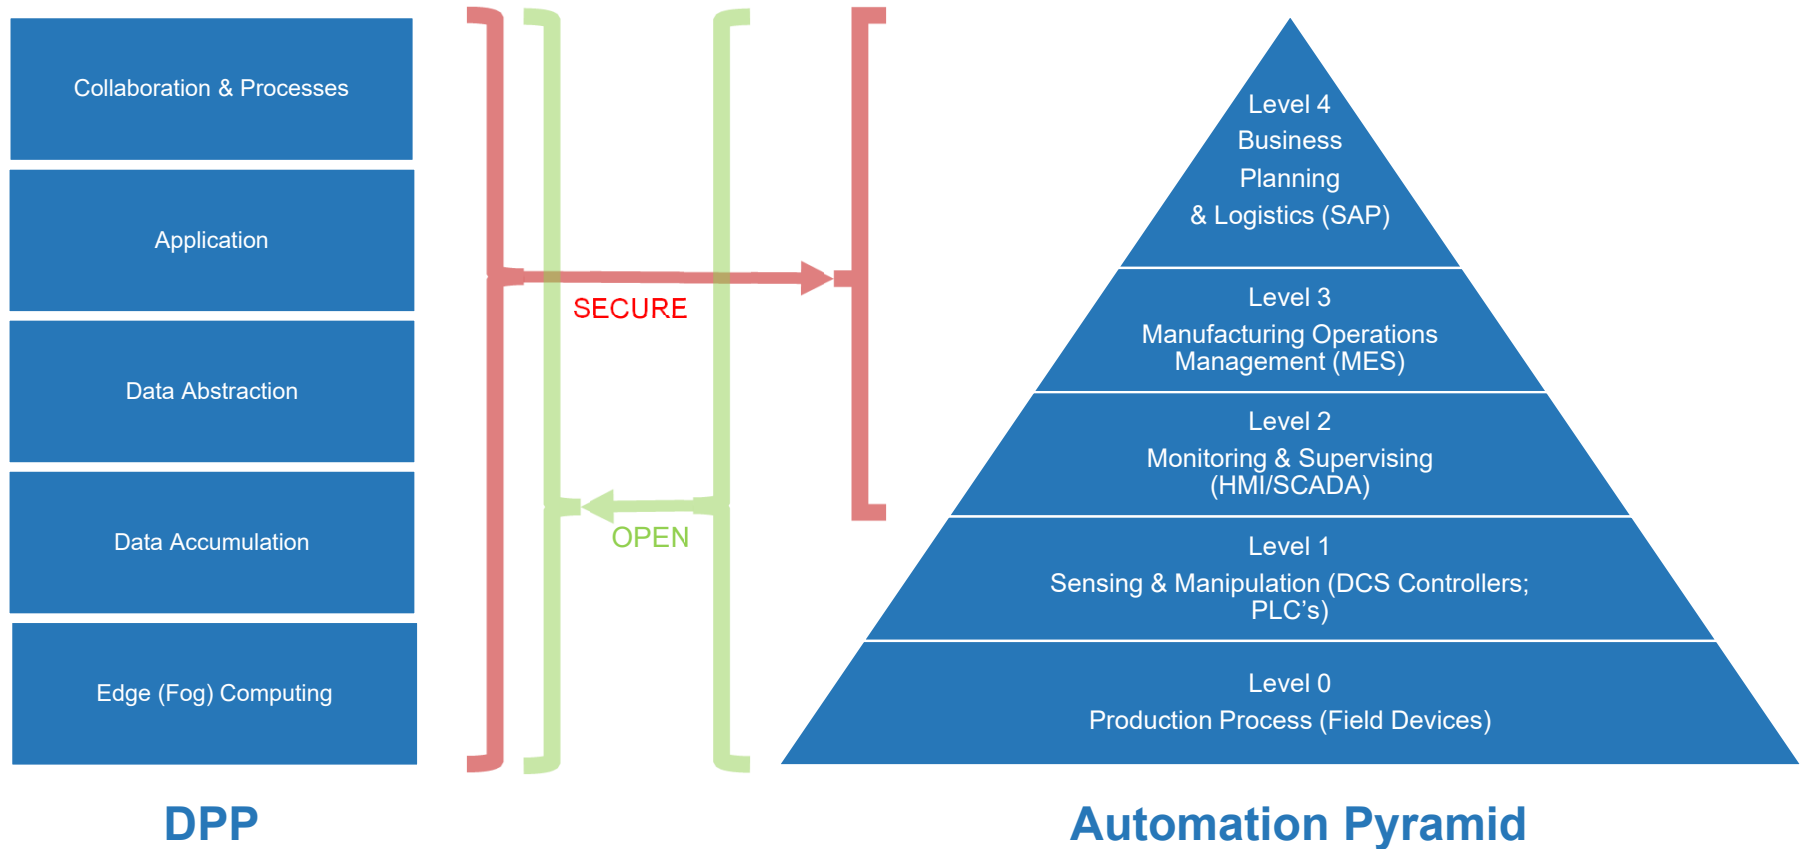 Collaboration & Processes
Application
Data Abstraction
Data Accumulation
Edge (Fog) Computing
DPP
SECURE
OPEN
Level 4
Business
Planning
& Logistics (SAP)
Level 3
Manufacturing Operations
Management (MES)
Level 2
Monitoring & Supervising
(HMI/SCADA)
Level 1
Sensing & Manipulation (DCS Controllers;
PLC’s)
Level 0
Production Process (Field Devices)
Automation Pyramid